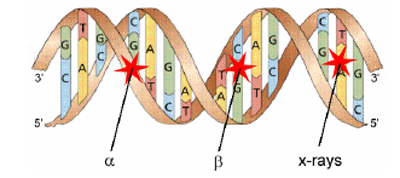 C C
T T
G G A G C A G G
C G G
C A T G G
3' C T C 3'
A A G T A C
5' C T 5'
α β x-rays